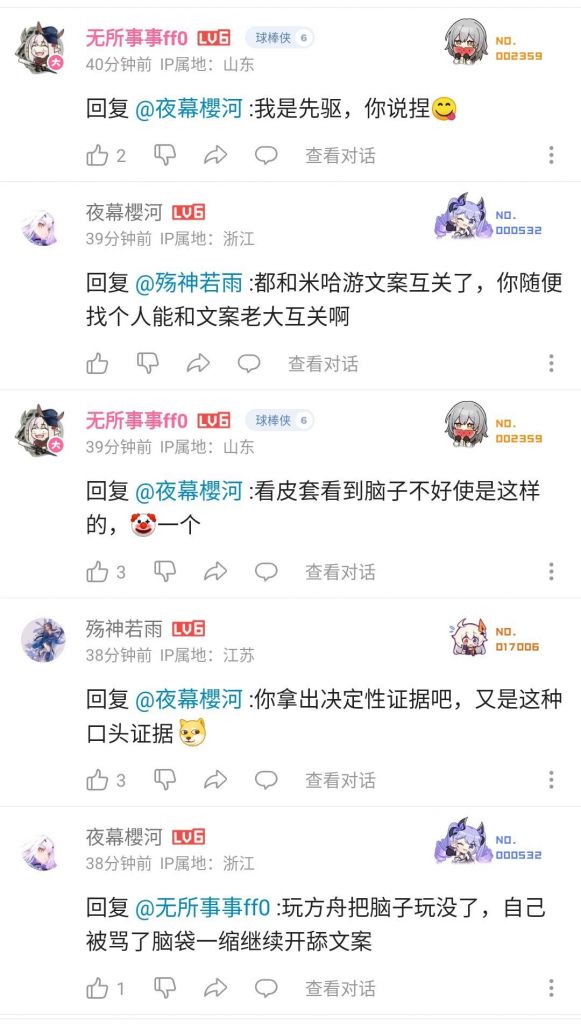 无所事事ff0 LV6 球棒侠 6
NO.
002359
40分钟前 IP属地：山东
大
回复 @夜幕樱河 :我是先驱，你说捏
2 查看对话
夜幕樱河 LV6
NO.
000532
39分钟前 IP属地：浙江
回复 @殇神若雨 :都和米哈游文案互关了，你随便
找个人能和文案老大互关啊
查看对话
无所事事ff0 LV6 球棒侠 6
NO.
002359
39分钟前 IP属地：山东
大
回复 @夜幕樱河 :看皮套看到脑子不好使是这样
的，一个
3 查看对话
殇神若雨 LV6
NO.
017006
38分钟前 IP属地：江苏
回复 @夜幕樱河 :你拿出决定性证据吧，又是这种
口头证据
3 查看对话
夜幕樱河 LV6
NO.
000532
38分钟前 IP属地：浙江
回复 @无所事事ff0 :玩方舟把脑子玩没了，自己
被骂了脑袋一缩继续开舔文案
1 查看对话